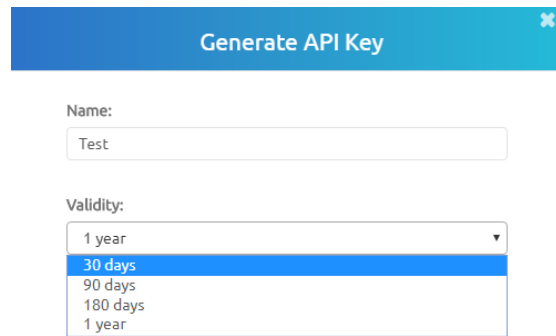 Generate API Key
Name:
Test
Validity:
1 year
30 days
90 days
180 days
1 year